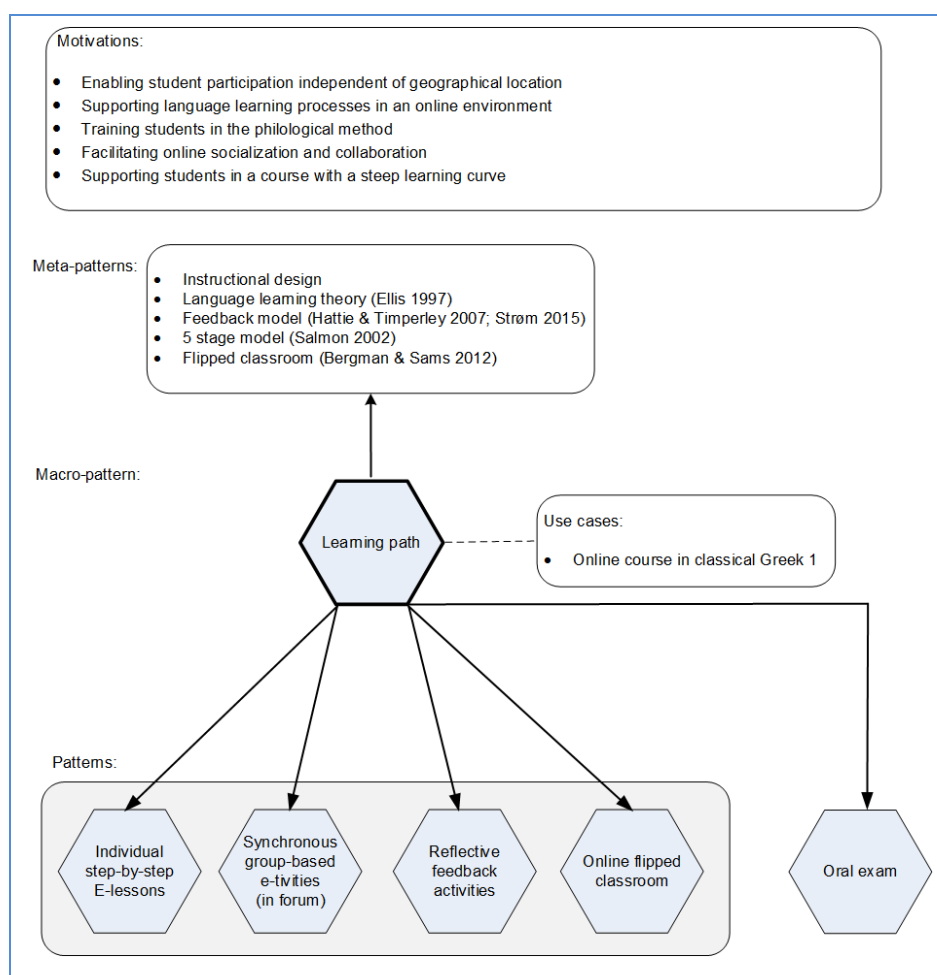 Motivations:
• Enabling student participation independent of geographical location
• Supporting language learning processes in an online environment
• Training students in the philological method
• Facilitating online socialization and collaboration
• Supporting students in a course with a steep learning curve
Meta-patterns:
• Instructional design
• Language learning theory (Ellis 1997)
• Feedback model (Hattie & Timperley 2007; Strøm 2015)
• 5 stage model (Salmon 2002)
• Flipped classroom (Bergman & Sams 2012)
Macro-pattern:
Learning path
Use cases:
• Online course in classical Greek 1
Patterns:
Individual
step-by-step
E-lessons
Synchronous
group-based
e-tivities
(in forum)
Reflective
feedback
activities
Online flipped
classroom
Oral exam